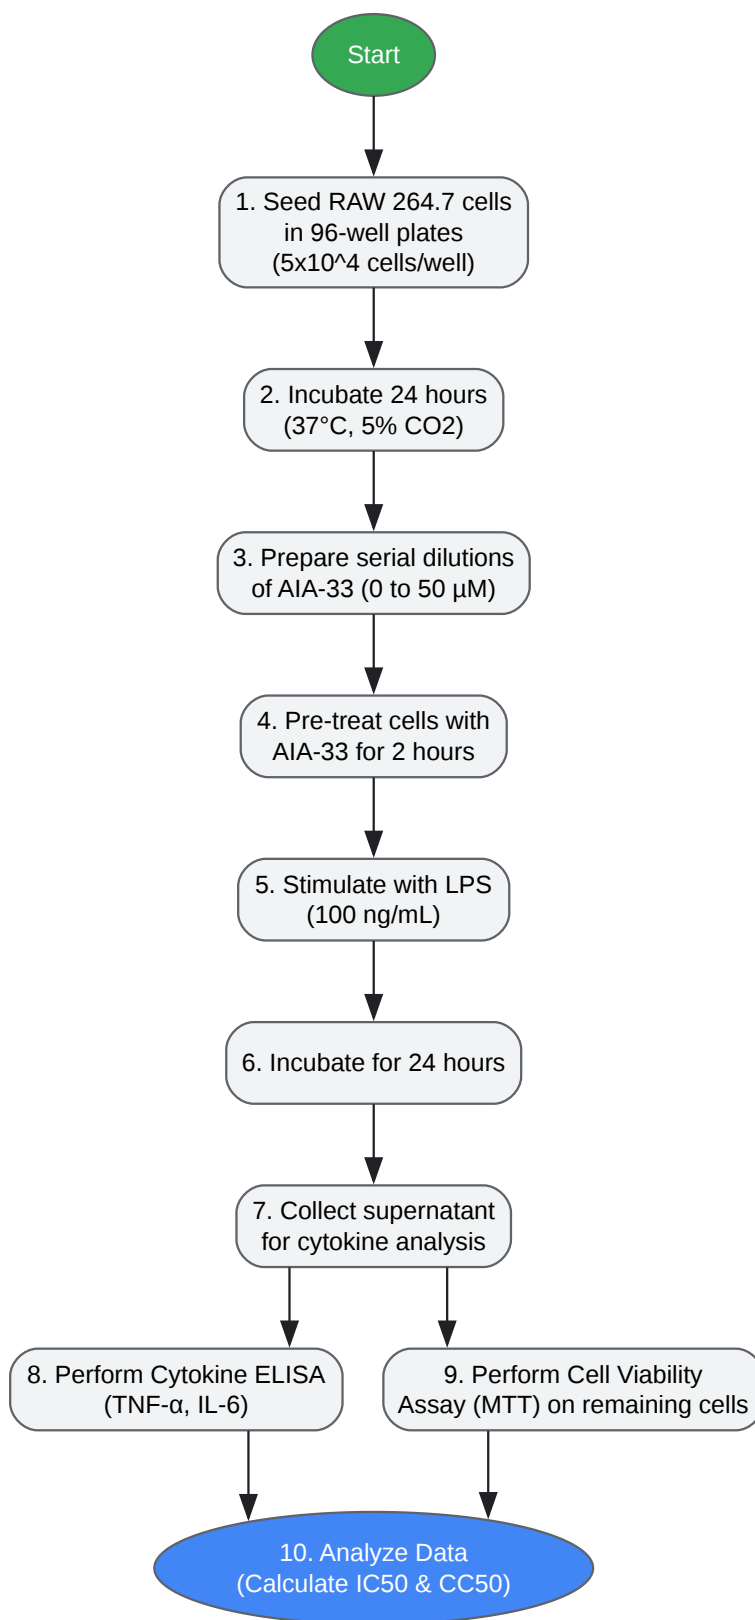 Start
1. Seed RAW 264.7 cells
in 96-well plates
(5x10^4 cells/well)
2. Incubate 24 hours
(37°C, 5% CO2)
3. Prepare serial dilutions
of AIA-33 (0 to 50 µM)
4. Pre-treat cells with
AIA-33 for 2 hours
5. Stimulate with LPS
(100 ng/mL)
6. Incubate for 24 hours
7. Collect supernatant
for cytokine analysis
8. Perform Cytokine ELISA
(TNF-α, IL-6)
9. Perform Cell Viability
Assay (MTT) on remaining cells
10. Analyze Data
(Calculate IC50 & CC50)